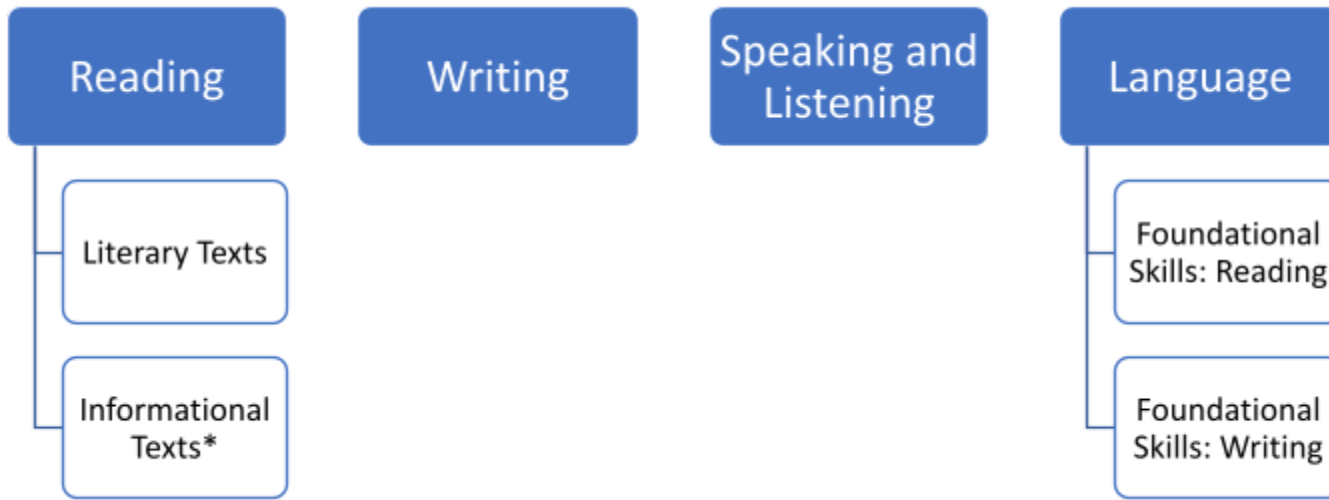 Reading
Writing
Speaking and
Listening
Language
Literary Texts
Informational
Texts*
Foundational
Skills: Reading
Foundational
Skills: Writing